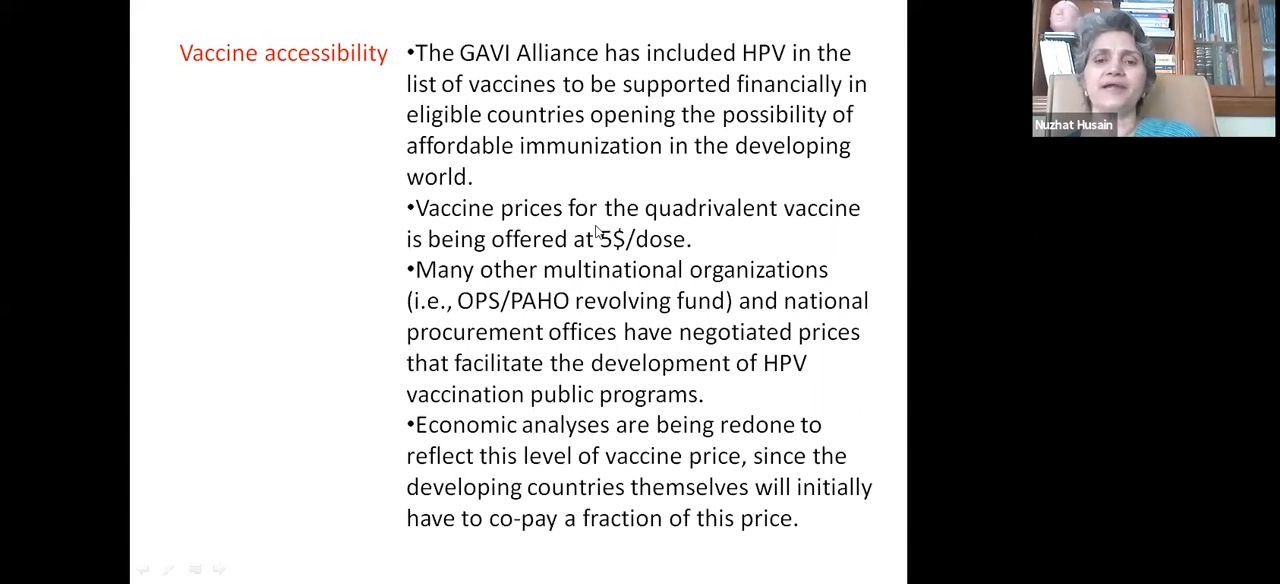 Vaccine accessibility
•The GAVI Alliance has included HPV in the
list of vaccines to be supported financially in
eligible countries opening the possibility of
affordable immunization in the developing
world.
•Vaccine prices for the quadrivalent vaccine
is being offered at 5$/dose.
•Many other multinational organizations
(i.e., OPS/PAHO revolving fund) and national
procurement offices have negotiated prices
that facilitate the development of HPV
vaccination public programs.
•Economic analyses are being redone to
reflect this level of vaccine price, since the
developing countries themselves will initially
have to co-pay a fraction of this price.
Nuzhat Husain